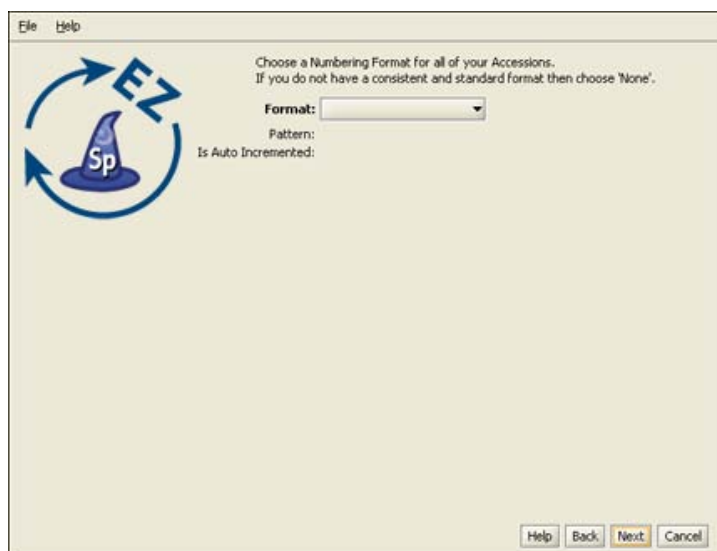 File Help
EZ
Sp
Choose a Numbering Format for all of your Accessions.
If you do not have a consistent and standard format then choose 'None'.
Format:
Pattern:
Is Auto Incremented:
Help Back Next Cancel